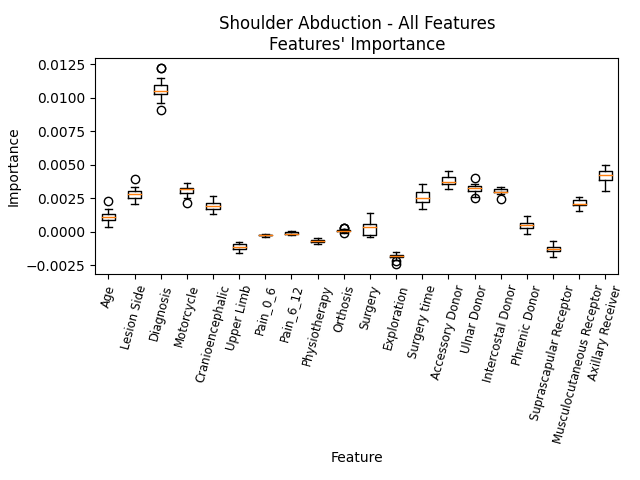 Shoulder Abduction - All Features
Features' Importance
Importance
0.0125
0.0100
0.0075
0.0050
0.0025
0.0000
−0.0025
Age
Lesion Side
Diagnosis
Motorcycle
Cranioencephalic
Upper Limb
Pain_0_6
Pain_6_12
Physiotherapy
Orthosis
Surgery
Exploration
Surgery time
Accessory Donor
Ulnar Donor
Intercostal Donor
Phrenic Donor
Suprascapular Receptor
Musculocutaneous Receptor
Axillary Receiver
Feature